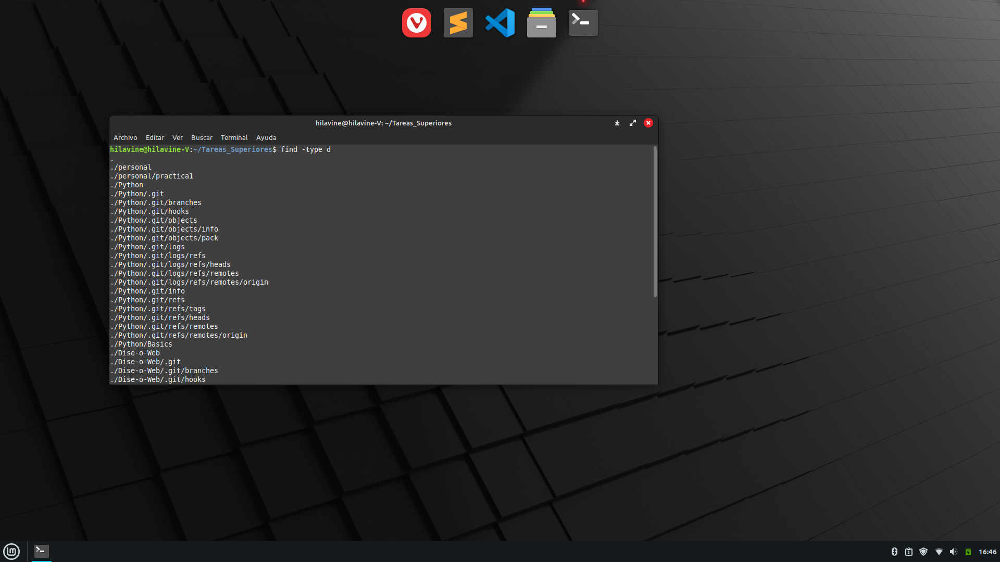 hilavine@hilavine-V: ~/Tareas_Superiores
Archivo Editar Ver Buscar Terminal Ayuda
hilavine@hilavine-V:~/Tareas_Superiores$ find -type d
.
./personal
./personal/practica1
./Python
./Python/.git
./Python/.git/branches
./Python/.git/hooks
./Python/.git/objects
./Python/.git/objects/info
./Python/.git/objects/pack
./Python/.git/logs
./Python/.git/logs/refs
./Python/.git/logs/refs/heads
./Python/.git/logs/refs/remotes
./Python/.git/logs/refs/remotes/origin
./Python/.git/info
./Python/.git/refs
./Python/.git/refs/tags
./Python/.git/refs/heads
./Python/.git/refs/remotes
./Python/.git/refs/remotes/origin
./Python/Basics
./Dise-o-Web
./Dise-o-Web/.git
./Dise-o-Web/.git/branches
./Dise-o-Web/.git/hooks
16:46